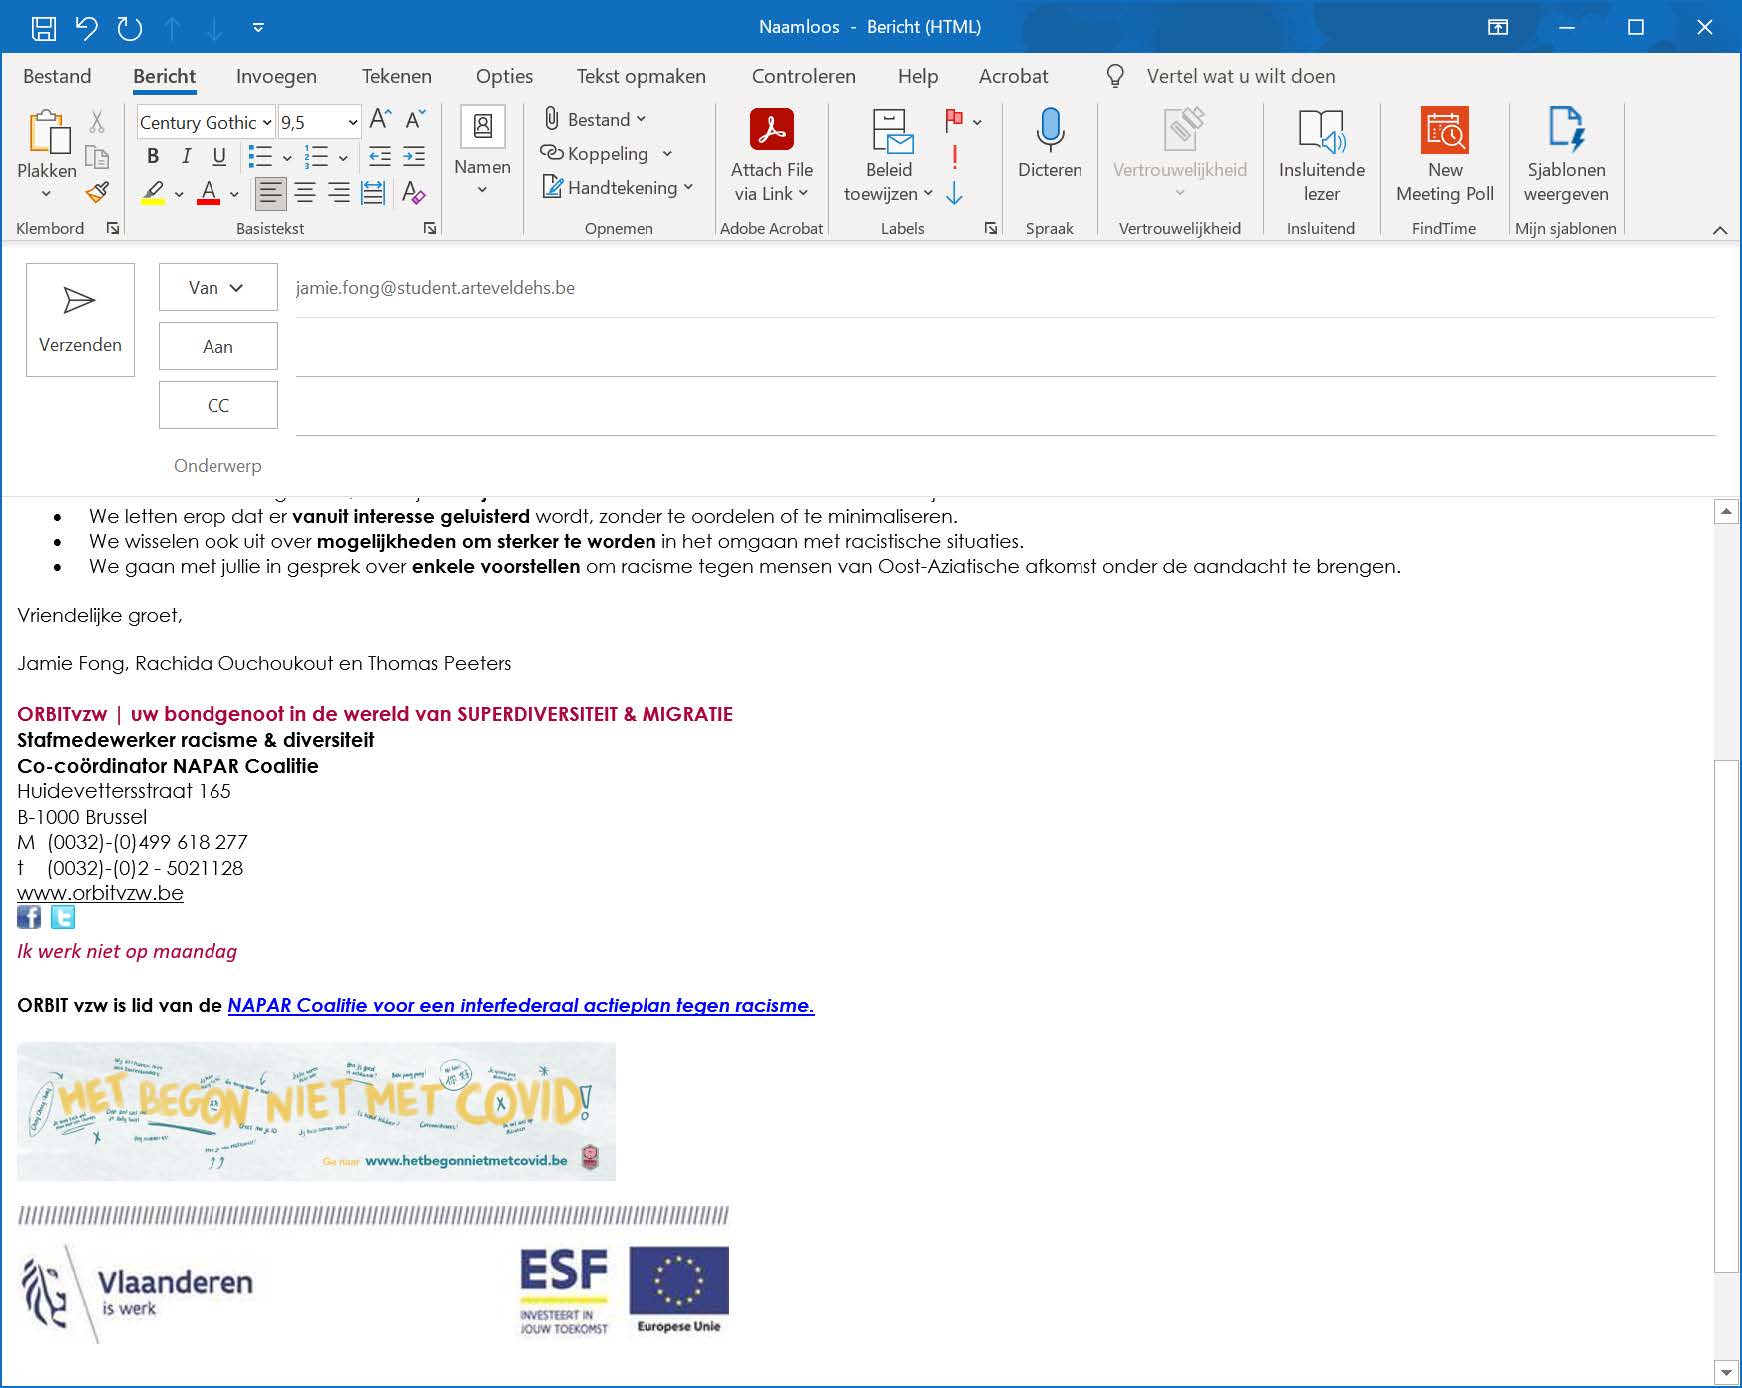 Naamloos - Bericht (HTML)
Bestand Bericht Invoegen Tekenen Opties Tekst opmaken Controleren Help Acrobat Vertel wat u wilt doen
Plakken
Klembord
Century Gothic 9,5
B I U
Basistekst
Namen
Bestand
Koppeling
Handtekening
Opnemen
Attach File
via Link
Adobe Acrobat
Beleid
toewijzen
Labels
Dicteren
Spraak
Vertrouwelijkheid
Vertrouwelijkheid
Insluitende
lezer
Insluitend
New
Meeting Poll
FindTime
Sjablonen
weergeven
Mijn sjablonen
Verzenden
Van jamie.fong@student.arteveldehs.be
Aan
CC
Onderwerp
• We letten erop dat er vanuit interesse geluisterd wordt, zonder te oordelen of te minimaliseren.
• We wisselen ook uit over mogelijkheden om sterker te worden in het omgaan met racistische situaties.
• We gaan met jullie in gesprek over enkele voorstellen om racisme tegen mensen van Oost-Aziatische afkomst onder de aandacht te brengen.
Vriendelijke groet,
Jamie Fong, Rachida Ouchoukout en Thomas Peeters
ORBITvzw | uw bondgenoot in de wereld van SUPERDIVERSITEIT & MIGRATIE
Stafmedewerker racisme & diversiteit
Co-coördinator NAPAR Coalitie
Huidevettersstraat 165
B-1000 Brussel
M (0032)-(0)499 618 277
t (0032)-(0)2 - 5021128
www.orbitvzw.be
Ik werk niet op maandag
ORBIT vzw is lid van de NAPAR Coalitie voor een interfederaal actieplan tegen racisme.
HET BEGON NIET MET COVID!
Ga naar www.hetbegonnietmetcovid.be
Vlaanderen
is werk
ESF
INVESTEERT IN
JOUW TOEKOMST
Europese Unie